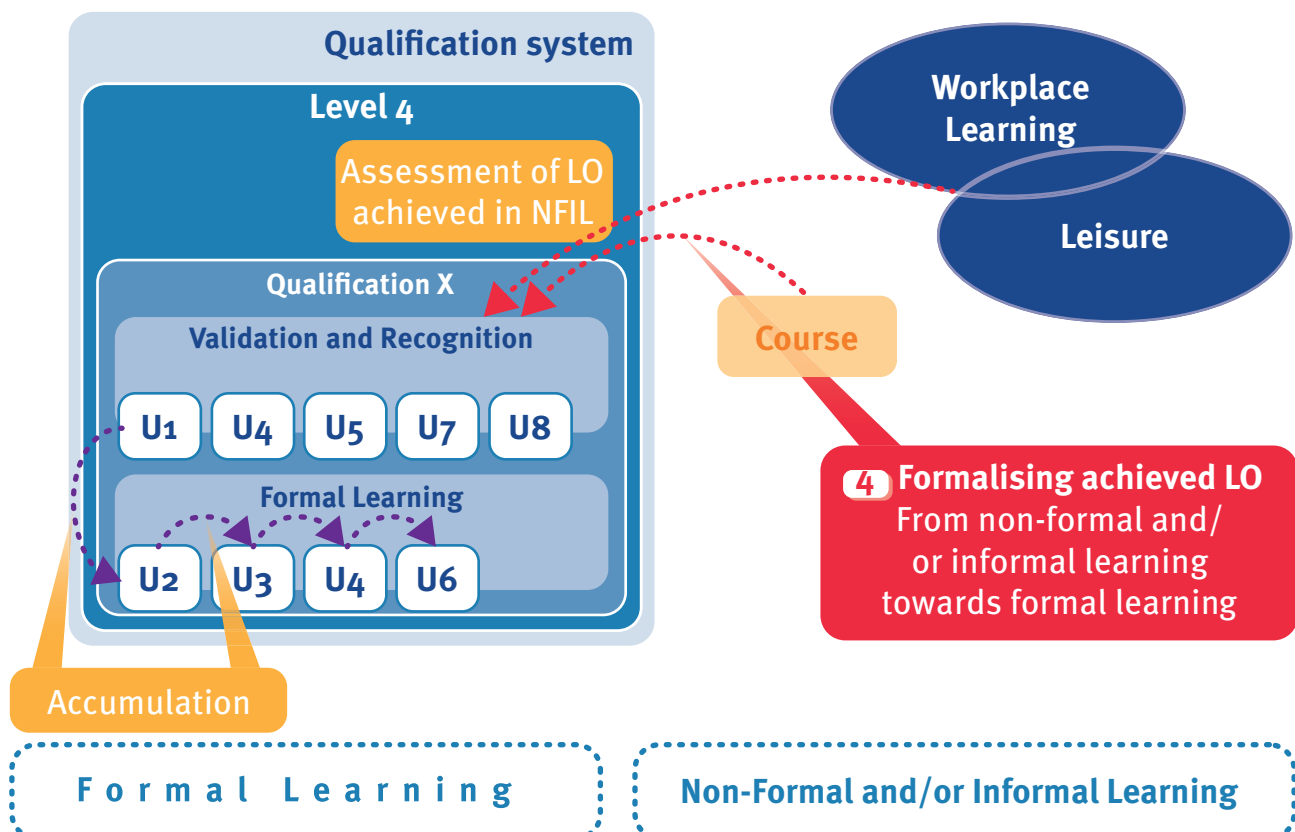 Qualification system
Level 4
Assessment of LO
achieved in NFIL
Qualification X
Validation and Recognition
U1 U4 U5 U7 U8
Formal Learning
U2 U3 U4 U6
Accumulation
Workplace
Learning
Leisure
Course
4 Formalising achieved LO
From non-formal and/
or informal learning
towards formal learning
Formal Learning
Non-Formal and/or Informal Learning